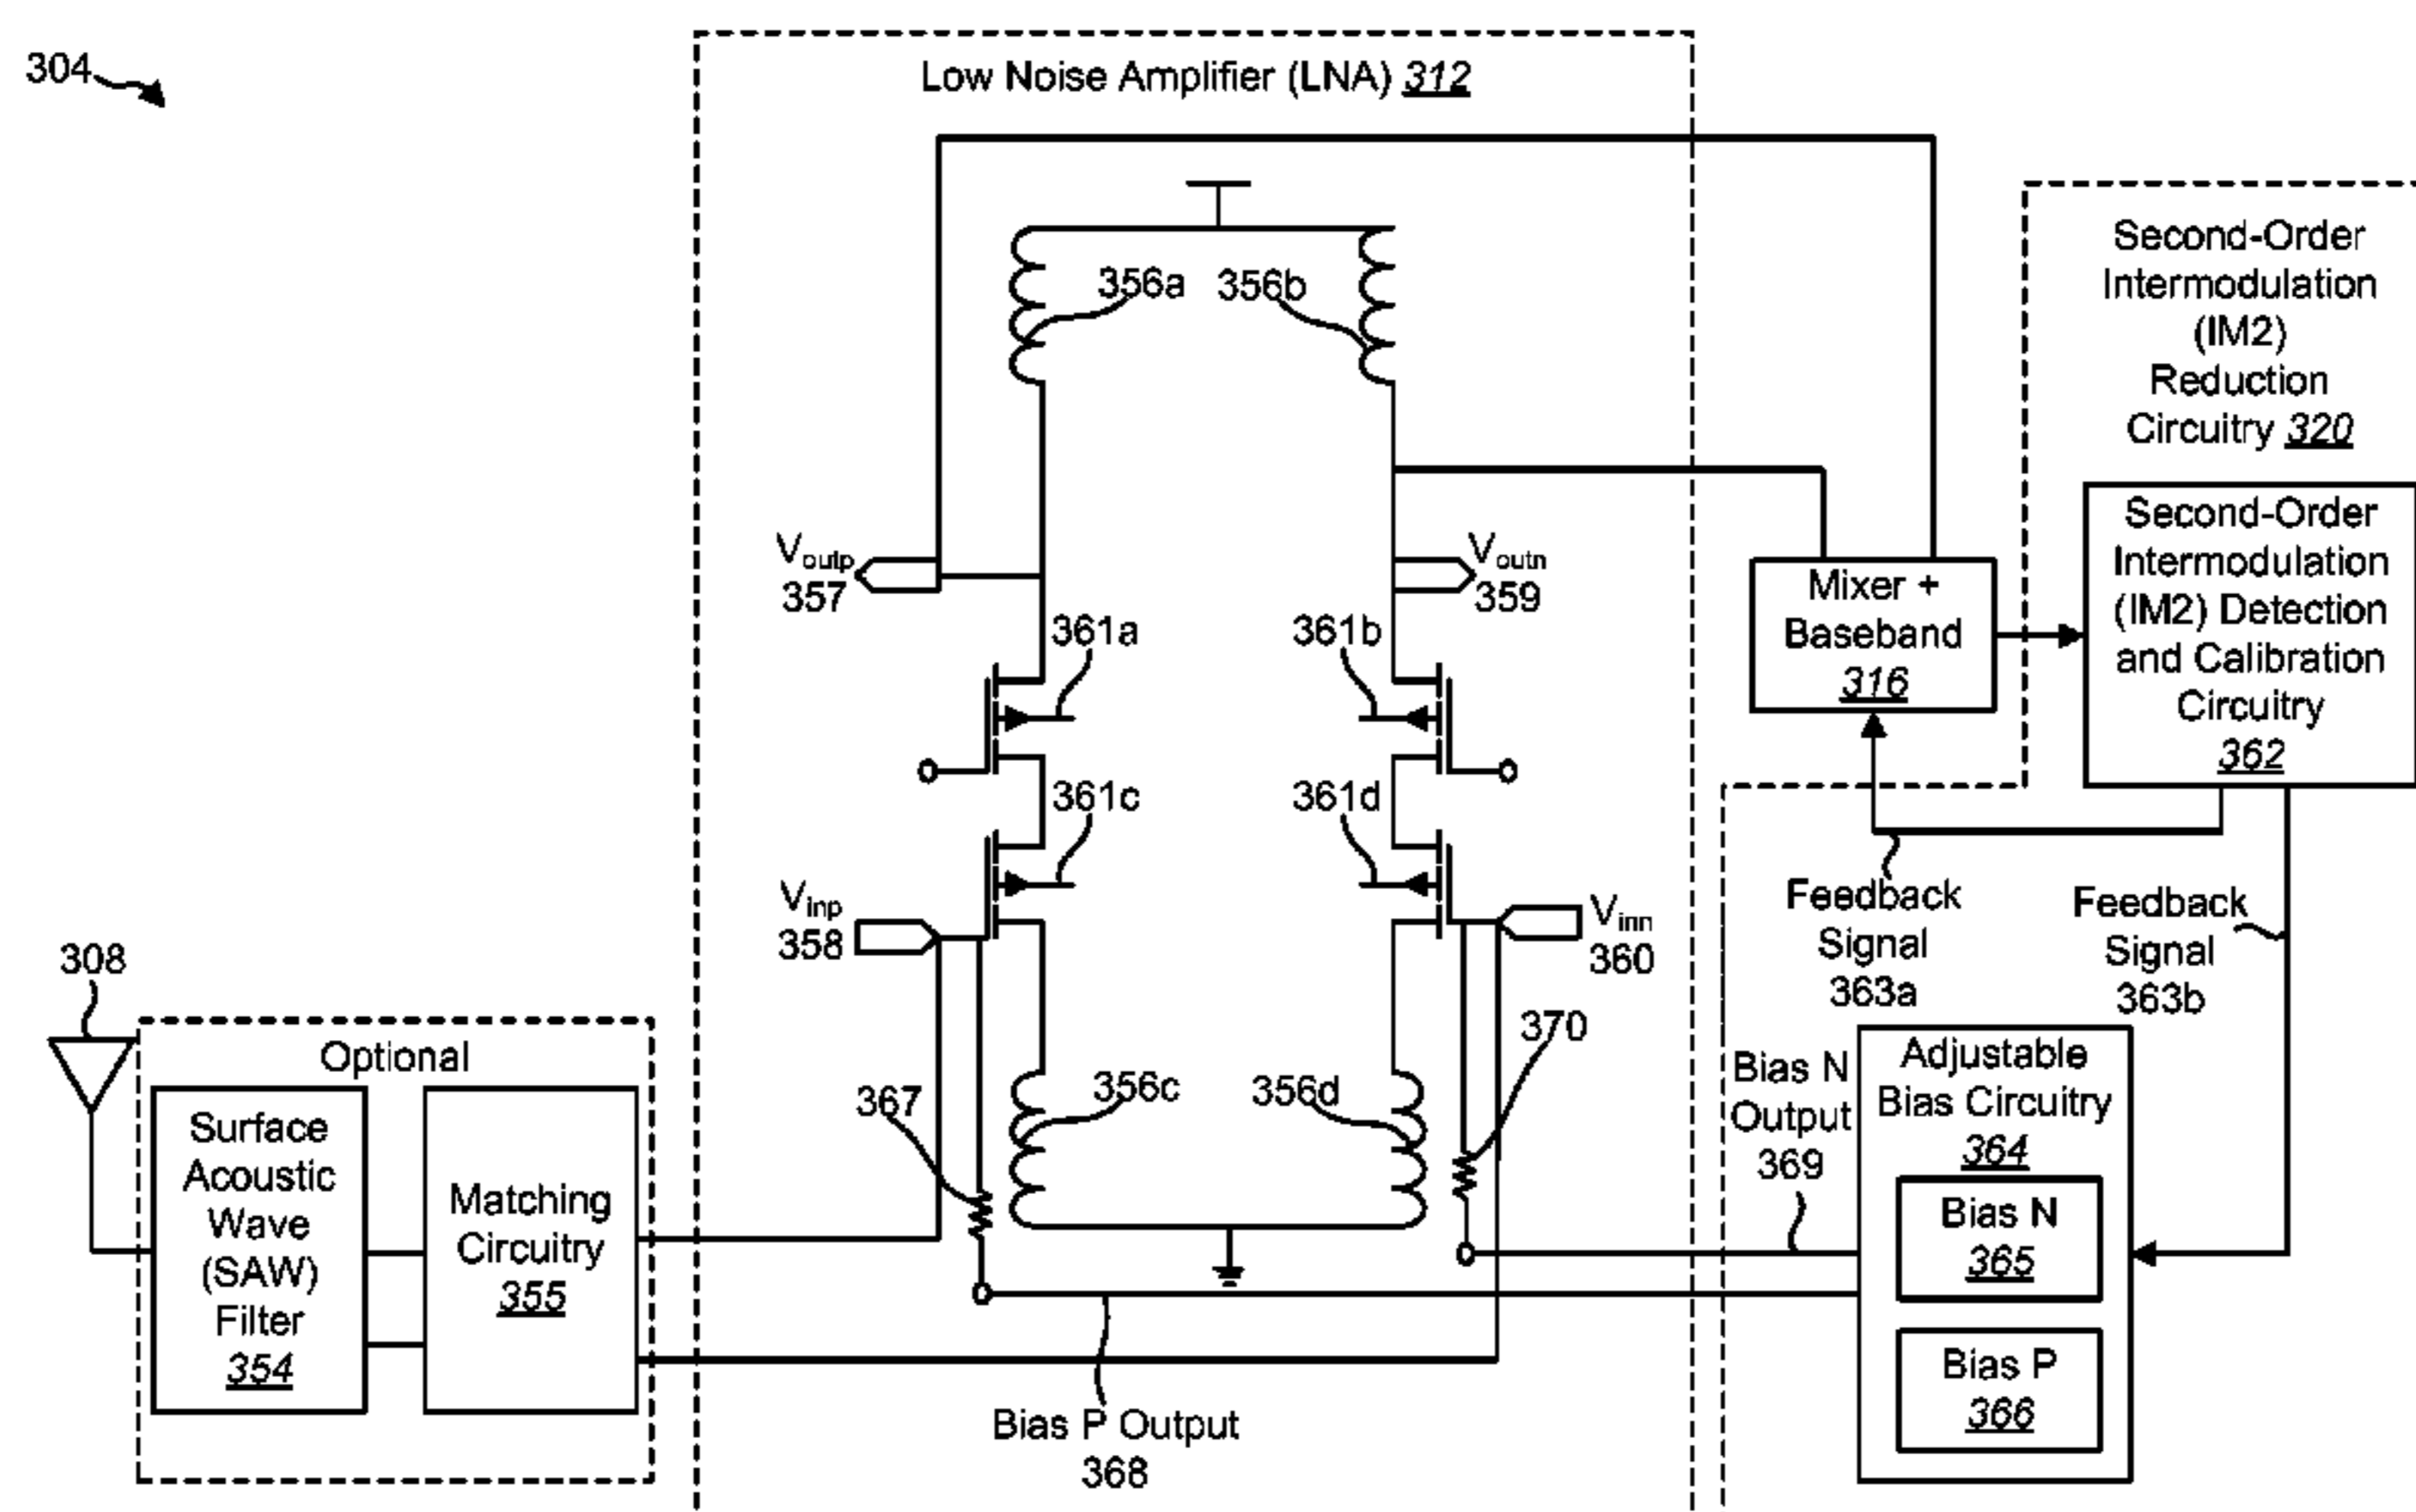 304
Low Noise Amplifier (LNA) 312
356a
356b
Voutp
357
Voutn
359
361a
361b
361c
361d
Vinp
358
Vinn
360
308
Optional
Surface
Acoustic
Wave
(SAW)
Filter
354
Matching
Circuitry
355
367
356c
356d
370
Bias P Output
368
Second-Order
Intermodulation
(IM2)
Reduction
Circuitry 320
Mixer +
Baseband
316
Second-Order
Intermodulation
(IM2) Detection
and Calibration
Circuitry
362
Feedback
Signal
363a
Feedback
Signal
363b
Bias N
Output
369
Adjustable
Bias Circuitry
364
Bias N
365
Bias P
366